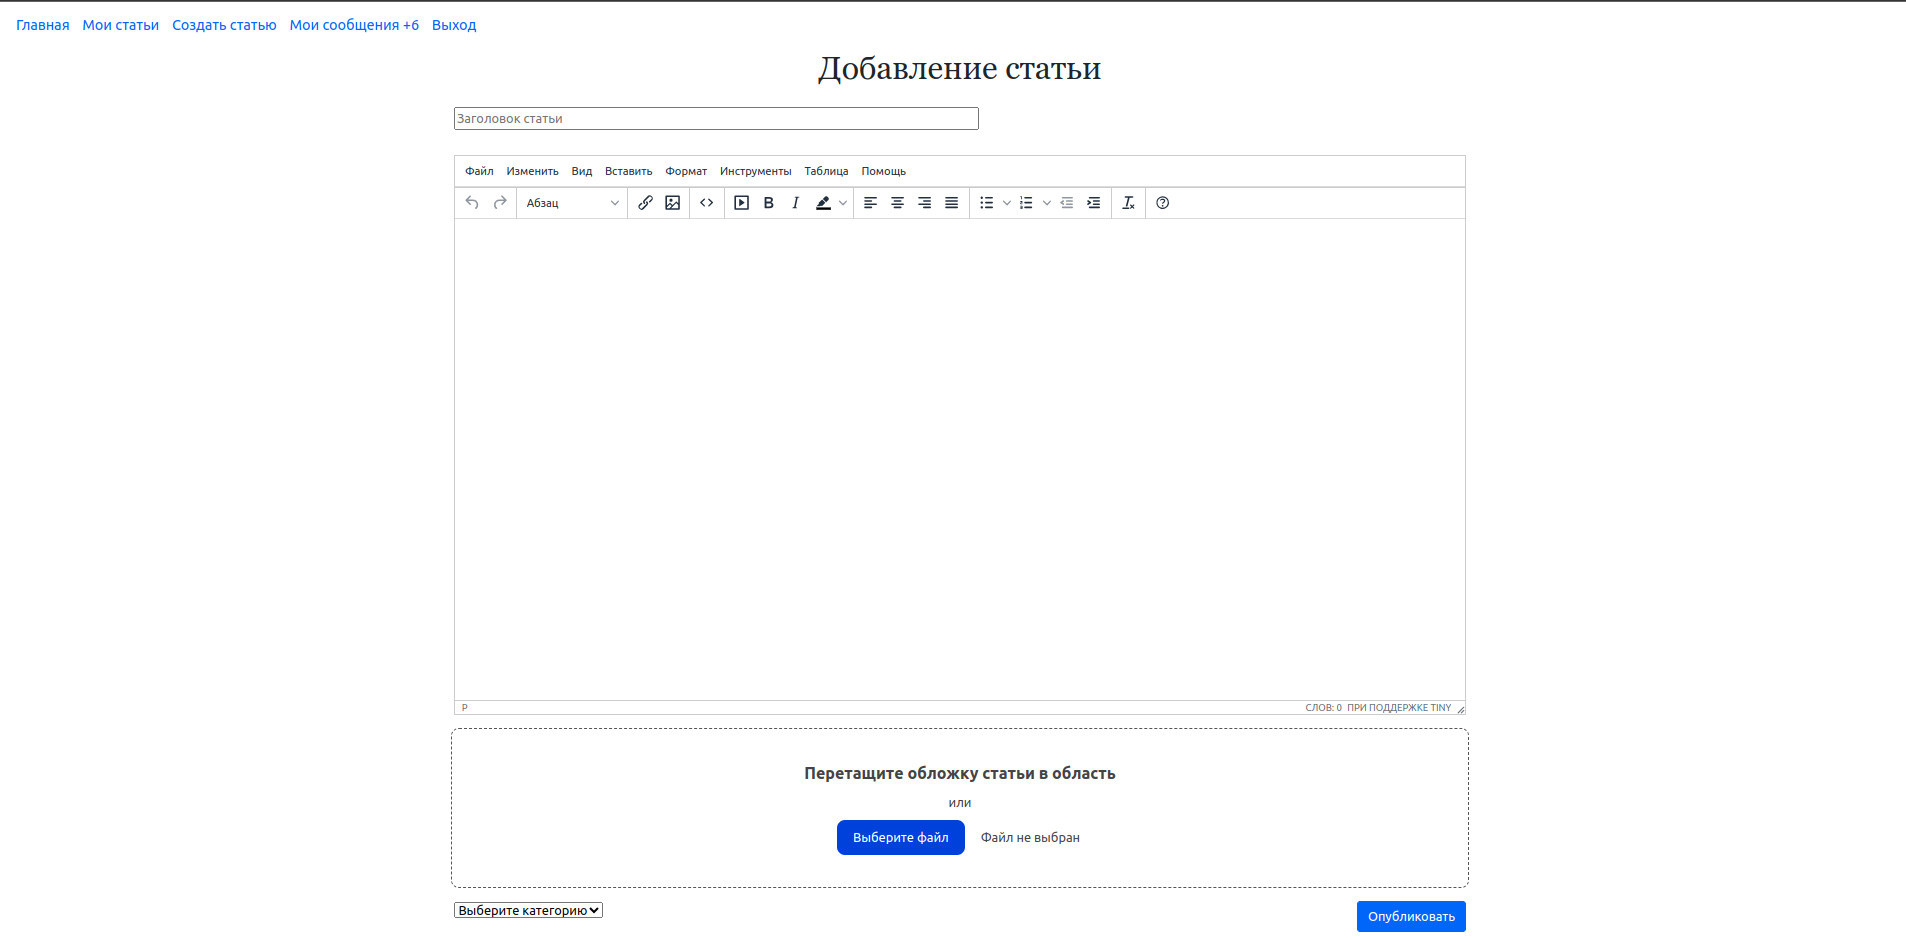 Главная Мои статьи Создать статью Мои сообщения +6 Выход
Добавление статьи
Заголовок статьи
Файл Изменить Вид Вставить Формат Инструменты Таблица Помощь
Абзац
P СЛОВ: 0 ПРИ ПОДДЕРЖКЕ TINY
Перетащите обложку статьи в область
или
Выберите файл Файл не выбран
Выберите категорию Опубликовать